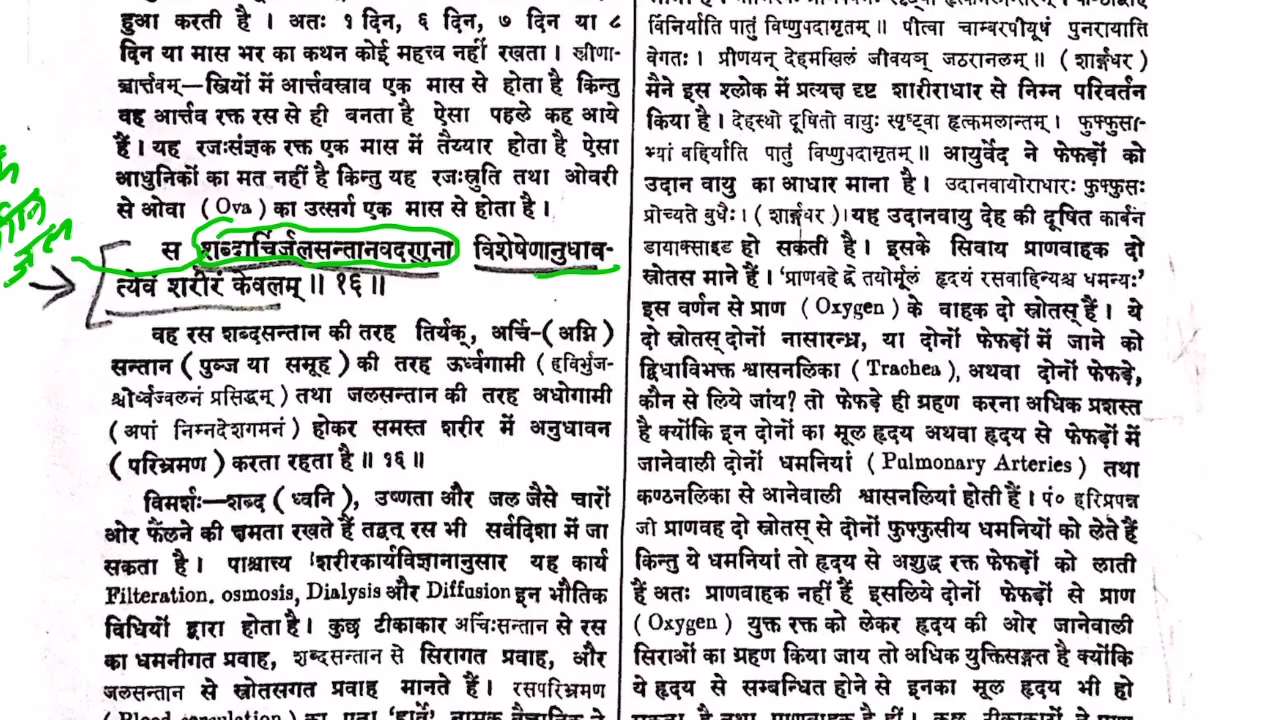 हुआ करती है । अतः १ दिन, ६ दिन, ७ दिन या ८
दिन या मास भर का कथन कोई महत्त्व नहीं रखता । स्त्रीणा-
ञ्चार्त्तवम्—स्त्रियों में आर्त्तवस्राव एक मास से होता है किन्तु
वह आर्त्तव रक्त रस से ही बनता है ऐसा पहले कह आये
हैं । यह रजःसंज्ञक रक्त एक मास में तैय्यार होता है ऐसा
आधुनिकों का मत नहीं है किन्तु यह रजःस्रुति तथा ओवरी
से ओवा ( Ova ) का उत्सर्ग एक मास से होता है ।
स शब्दार्चिर्जलसन्तानवदणुना विशेषेणानुधाव-
त्येवं शरीरं केवलम् ॥ १६ ॥
वह रस शब्दसन्तान की तरह तिर्यक्, अर्चि-( अग्नि )
सन्तान ( पुञ्ज या समूह ) की तरह ऊर्ध्वगामी ( हविर्भुज-
श्चोर्ध्वज्वलनं प्रसिद्धम् ) तथा जलसन्तान की तरह अधोगामी
( अपां निम्नदेशगमनं ) होकर समस्त शरीर में अनुधावन
( परिभ्रमण ) करता रहता है ॥ १६ ॥
विमर्शः—शब्द ( ध्वनि ), उष्णता और जल जैसे चारों
ओर फैलने की क्षमता रखते हैं तद्वत् रस भी सर्वदिशा में जा
सकता है । पाश्चात्त्य शरीरकार्यविज्ञानानुसार यह कार्य
Filteration. osmosis, Dialysis और Diffusion इन भौतिक
विधियों द्वारा होता है । कुछ टीकाकार अर्चिःसन्तान से रस
का धमनीगत प्रवाह, शब्दसन्तान से सिरागत प्रवाह, और
जलसन्तान से स्रोतसगत प्रवाह मानते हैं । रसपरिभ्रमण
विनिर्याति पातुं विष्णुपदामृतम् ॥ पीत्वा चाम्बरपीयूषं पुनरायाति
वेगतः । प्रीणयन् देहमखिलं जीवयञ् जठरानलम् ॥ ( शार्ङ्गधर )
मैने इस श्लोक में प्रत्यक्ष दृष्ट शारीराधार से निम्न परिवर्तन
किया है । देहस्थो दूषितो वायुः स्पृष्ट्वा हृत्कमलान्तम् । फुफ्फुसा-
भ्यां वहिर्याति पातुं विष्णुपदामृतम् ॥ आयुर्वेद ने फेफड़ों को
उदान वायु का आधार माना है । उदानवायोराधारः फुफ्फुसः
प्रोच्यते बुधैः । ( शार्ङ्गधर )। यह उदानवायु देह की दूषित कार्बन
डायाक्साइड हो सकती है । इसके सिवाय प्राणवाहक दो
स्रोतस माने हैं । 'प्राणवहे द्वे तयोर्मूलं हृदयं रसवाहिन्यश्च धमन्यः'
इस वर्णन से प्राण ( Oxygen ) के वाहक दो स्रोतस् हैं । ये
दो स्रोतस् दोनों नासारन्ध्र, या दोनों फेफड़ों में जाने को
द्विधाविभक्त श्वासनलिका ( Trachea ), अथवा दोनों फेफड़े,
कौन से लिये जांय? तो फेफड़े ही ग्रहण करना अधिक प्रशस्त
है क्योंकि इन दोनों का मूल हृदय अथवा हृदय से फेफड़ों में
जानेवाली दोनों धमनियां ( Pulmonary Arteries ) तथा
कण्ठनलिका से आनेवाली श्वासनलियां होती हैं । पं० हरिप्रपन्न
जी प्राणवह दो स्रोतस् से दोनों फुफ्फुसीय धमनियों को लेते हैं
किन्तु ये धमनियां तो हृदय से अशुद्ध रक्त फेफड़ों को लाती
हैं अतः प्राणवाहक नहीं हैं इसलिये दोनों फेफड़ों से प्राण
( Oxygen ) युक्त रक्त को लेकर हृदय की ओर जानेवाली
सिराओं का ग्रहण किया जाय तो अधिक युक्तिसङ्गत है क्योंकि
ये हृदय से सम्बन्धित होने से इनका मूल हृदय भी हो